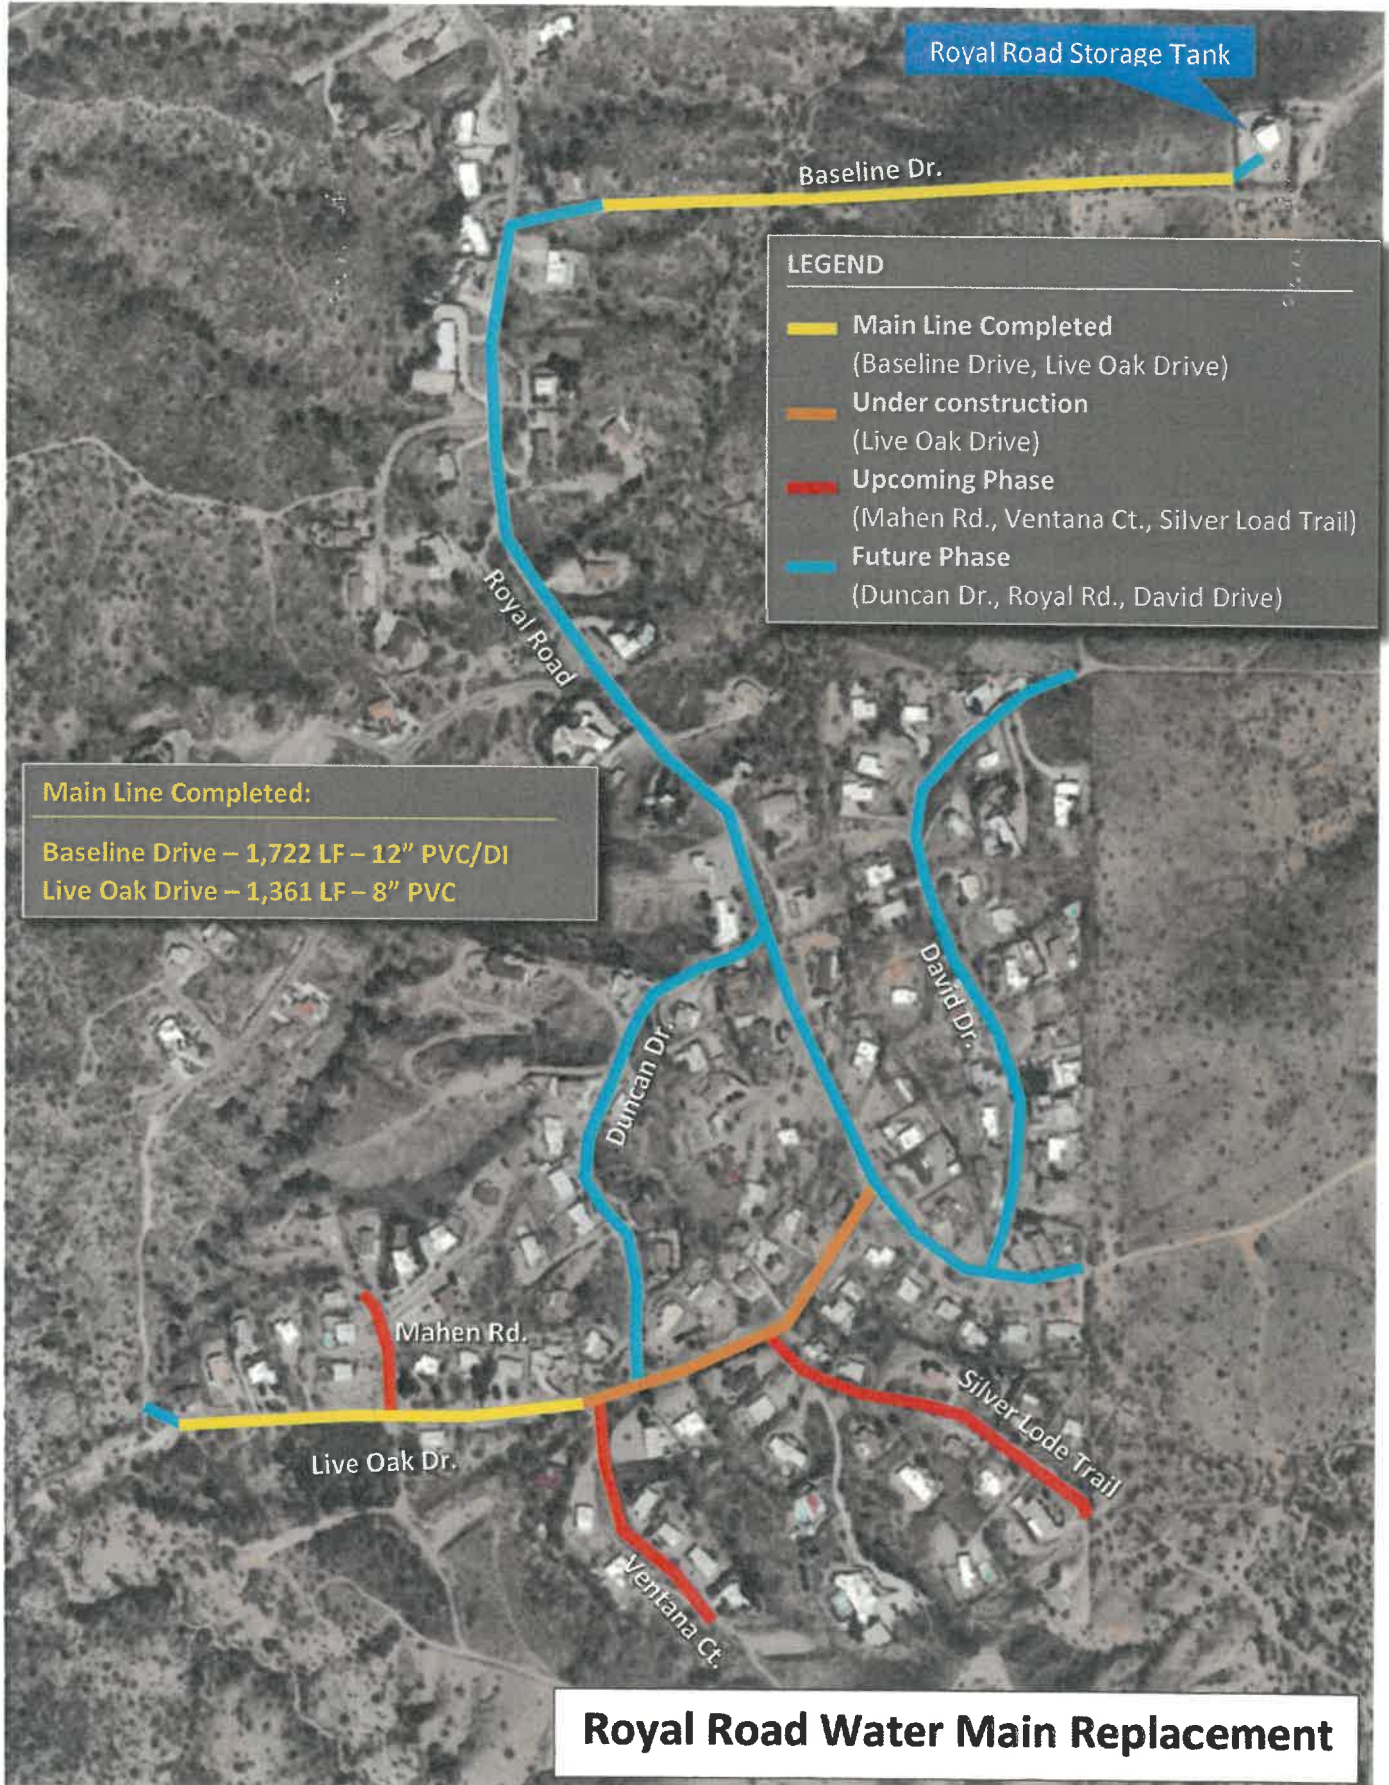 Royal Road Storage Tank
Baseline Dr.
LEGEND
Main Line Completed
(Baseline Drive, Live Oak Drive)
Under construction
(Live Oak Drive)
Upcoming Phase
(Mahen Rd., Ventana Ct., Silver Load Trail)
Future Phase
(Duncan Dr., Royal Rd., David Drive)
Royal Road
Main Line Completed:
Baseline Drive – 1,722 LF – 12” PVC/DI
Live Oak Drive – 1,361 LF – 8” PVC
David Dr.
Duncan Dr.
Mahen Rd.
Silver Lode Trail
Live Oak Dr.
Ventana Ct.
Royal Road Water Main Replacement